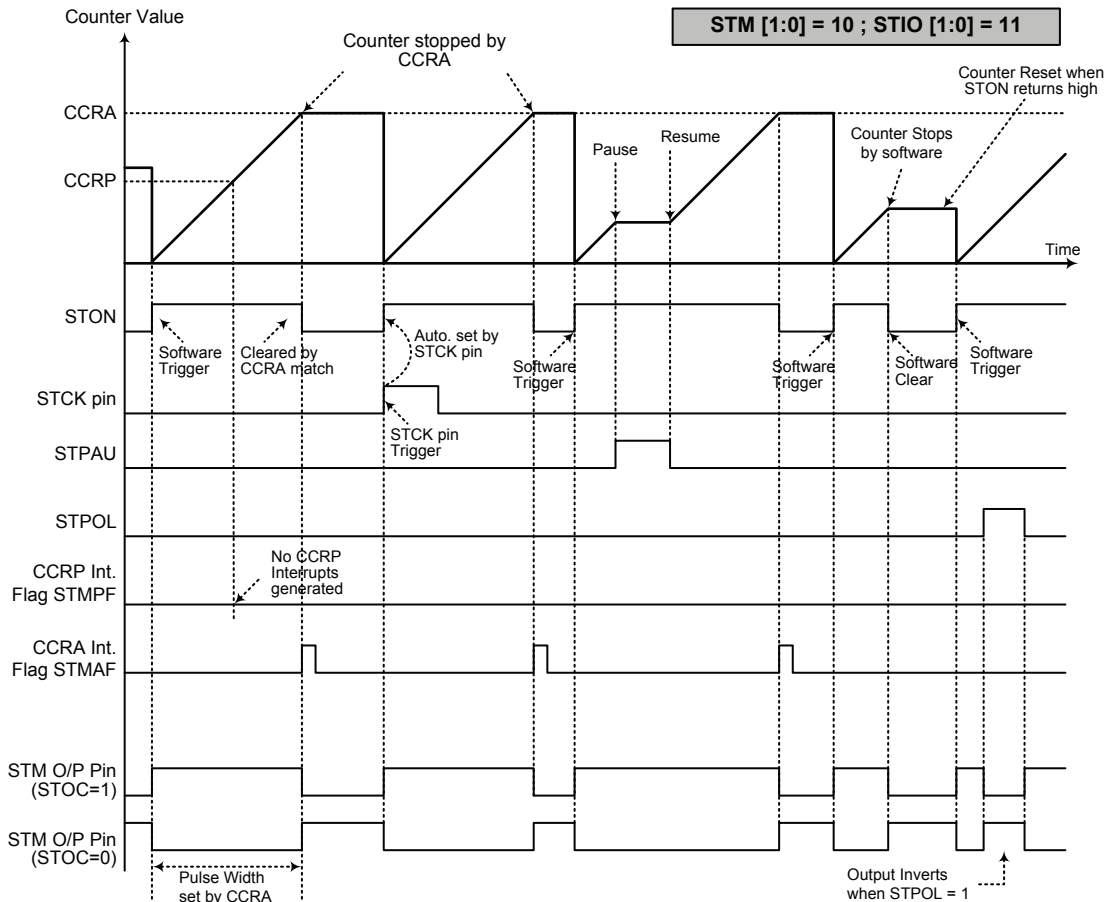 Counter Value
STM [1:0] = 10 ; STIO [1:0] = 11
Counter stopped by
CCRA
Counter Reset when
STON returns high
CCRA
Pause
Resume
Counter Stops
by software
CCRP
Time
STON
Software
Trigger
Cleared by
CCRA match
Auto. set by
STCK pin
Software
Trigger
Software
Trigger
Software
Clear
Software
Trigger
STCK pin
STCK pin
Trigger
STPAU
STPOL
CCRP Int.
Flag STMPF
No CCRP
Interrupts
generated
CCRA Int.
Flag STMAF
STM O/P Pin
(STOC=1)
STM O/P Pin
(STOC=0)
Pulse Width
set by CCRA
Output Inverts
when STPOL = 1